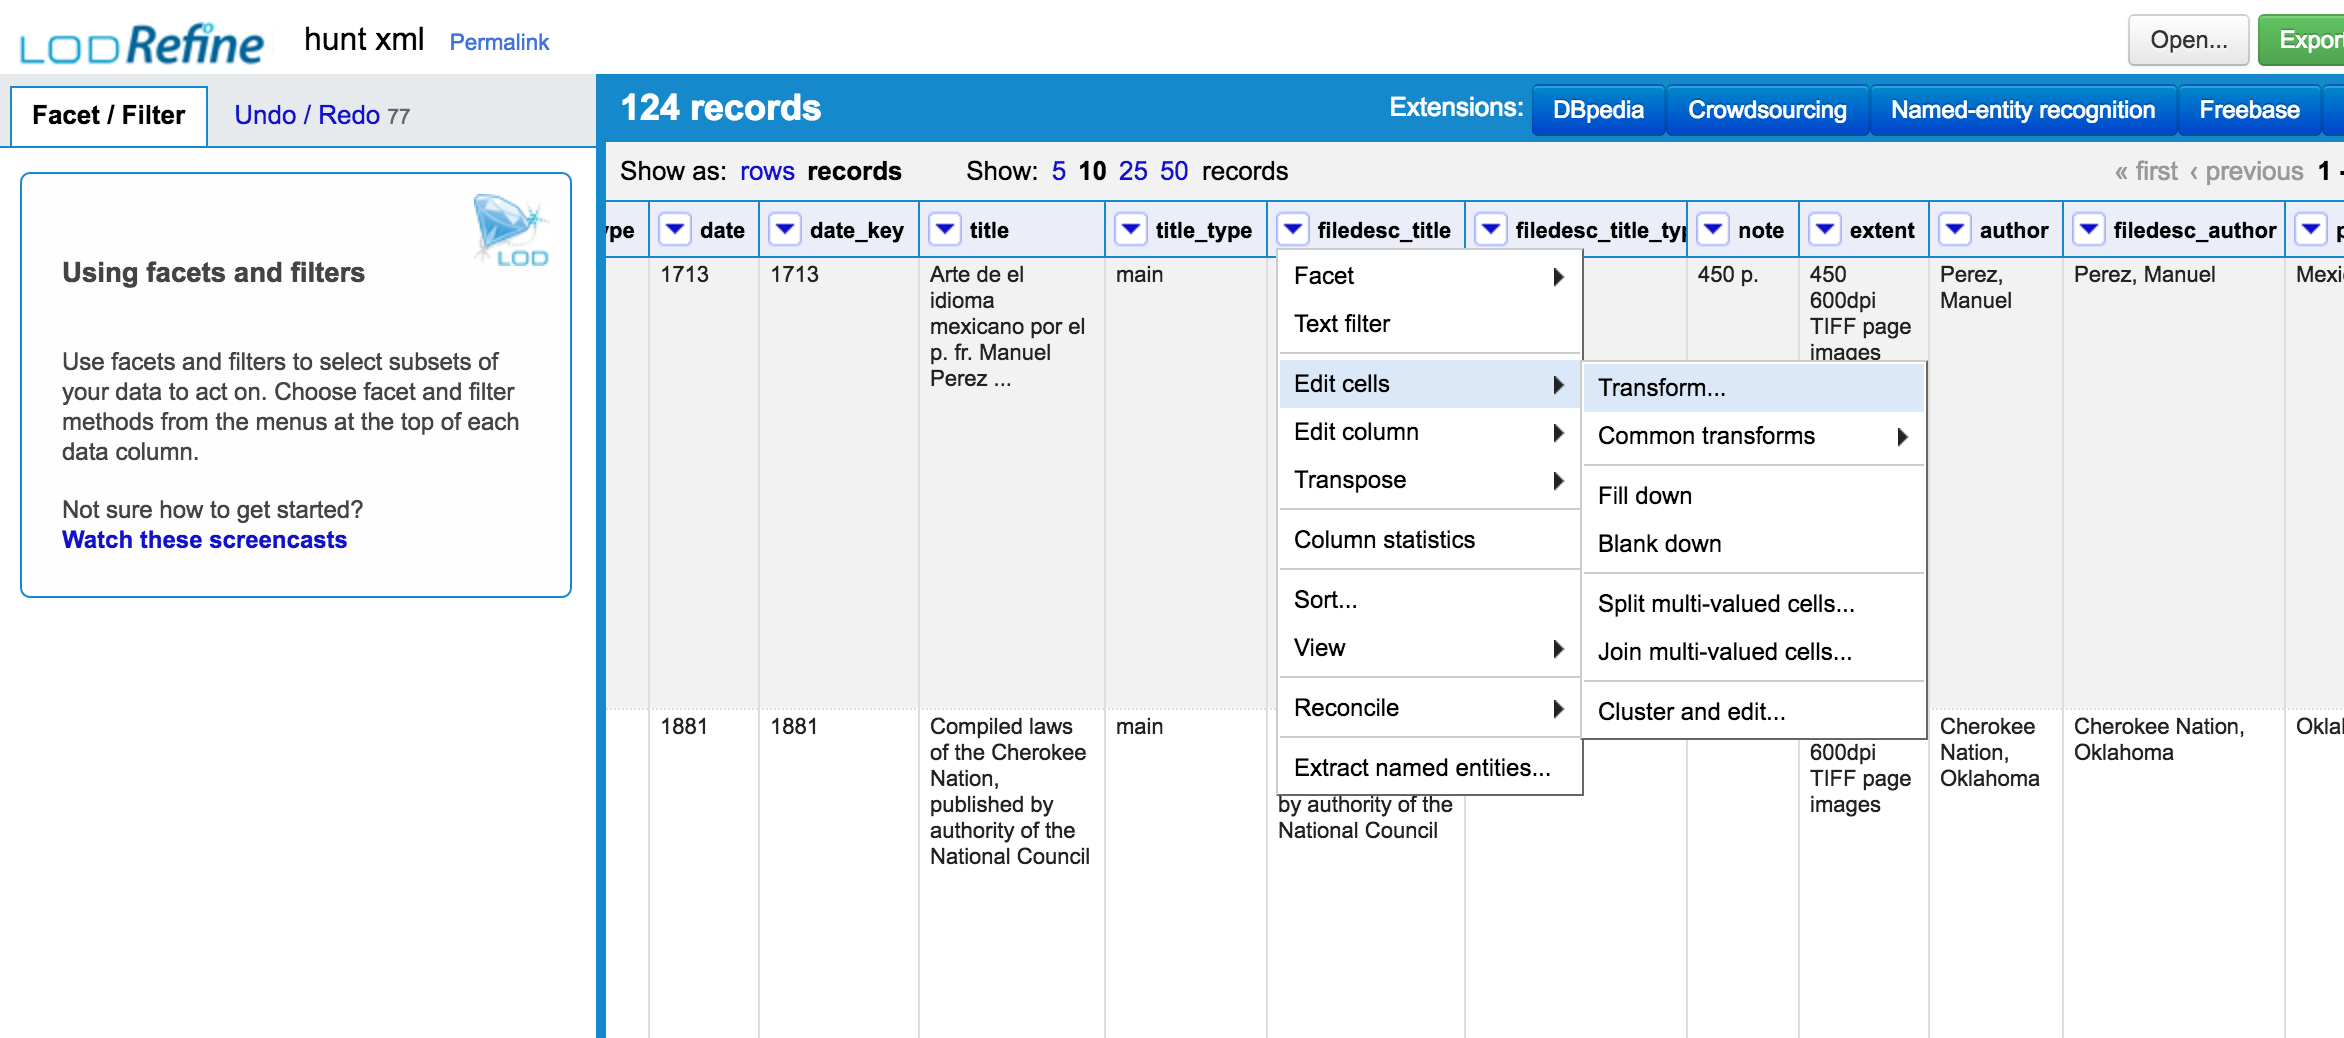 LODRefine hunt xml Permalink Open... Expor
Facet / Filter Undo / Redo 77
124 records Extensions: DBpedia Crowdsourcing Named-entity recognition Freebase
Show as: rows records Show: 5 10 25 50 records « first ‹ previous 1 -
LOD
Using facets and filters
Use facets and filters to select subsets of
your data to act on. Choose facet and filter
methods from the menus at the top of each
data column.
Not sure how to get started?
Watch these screencasts
ype date date_key title title_type filedesc_title filedesc_title_typ note extent author filedesc_author p
1713
1713
Arte de el
idioma
mexicano por el
p. fr. Manuel
Perez ...
main
450 p.
450
600dpi
TIFF page
images
Perez,
Manuel
Perez, Manuel
Mexi
Facet
Text filter
Edit cells
Edit column
Transpose
Column statistics
Sort...
View
Reconcile
Extract named entities...
Transform...
Common transforms
Fill down
Blank down
Split multi-valued cells...
Join multi-valued cells...
Cluster and edit...
1881
1881
Compiled laws
of the Cherokee
Nation,
published by
authority of the
National Council
main
by authority of the
National Council
600dpi
TIFF page
images
Cherokee
Nation,
Oklahoma
Cherokee Nation,
Oklahoma
Oklal